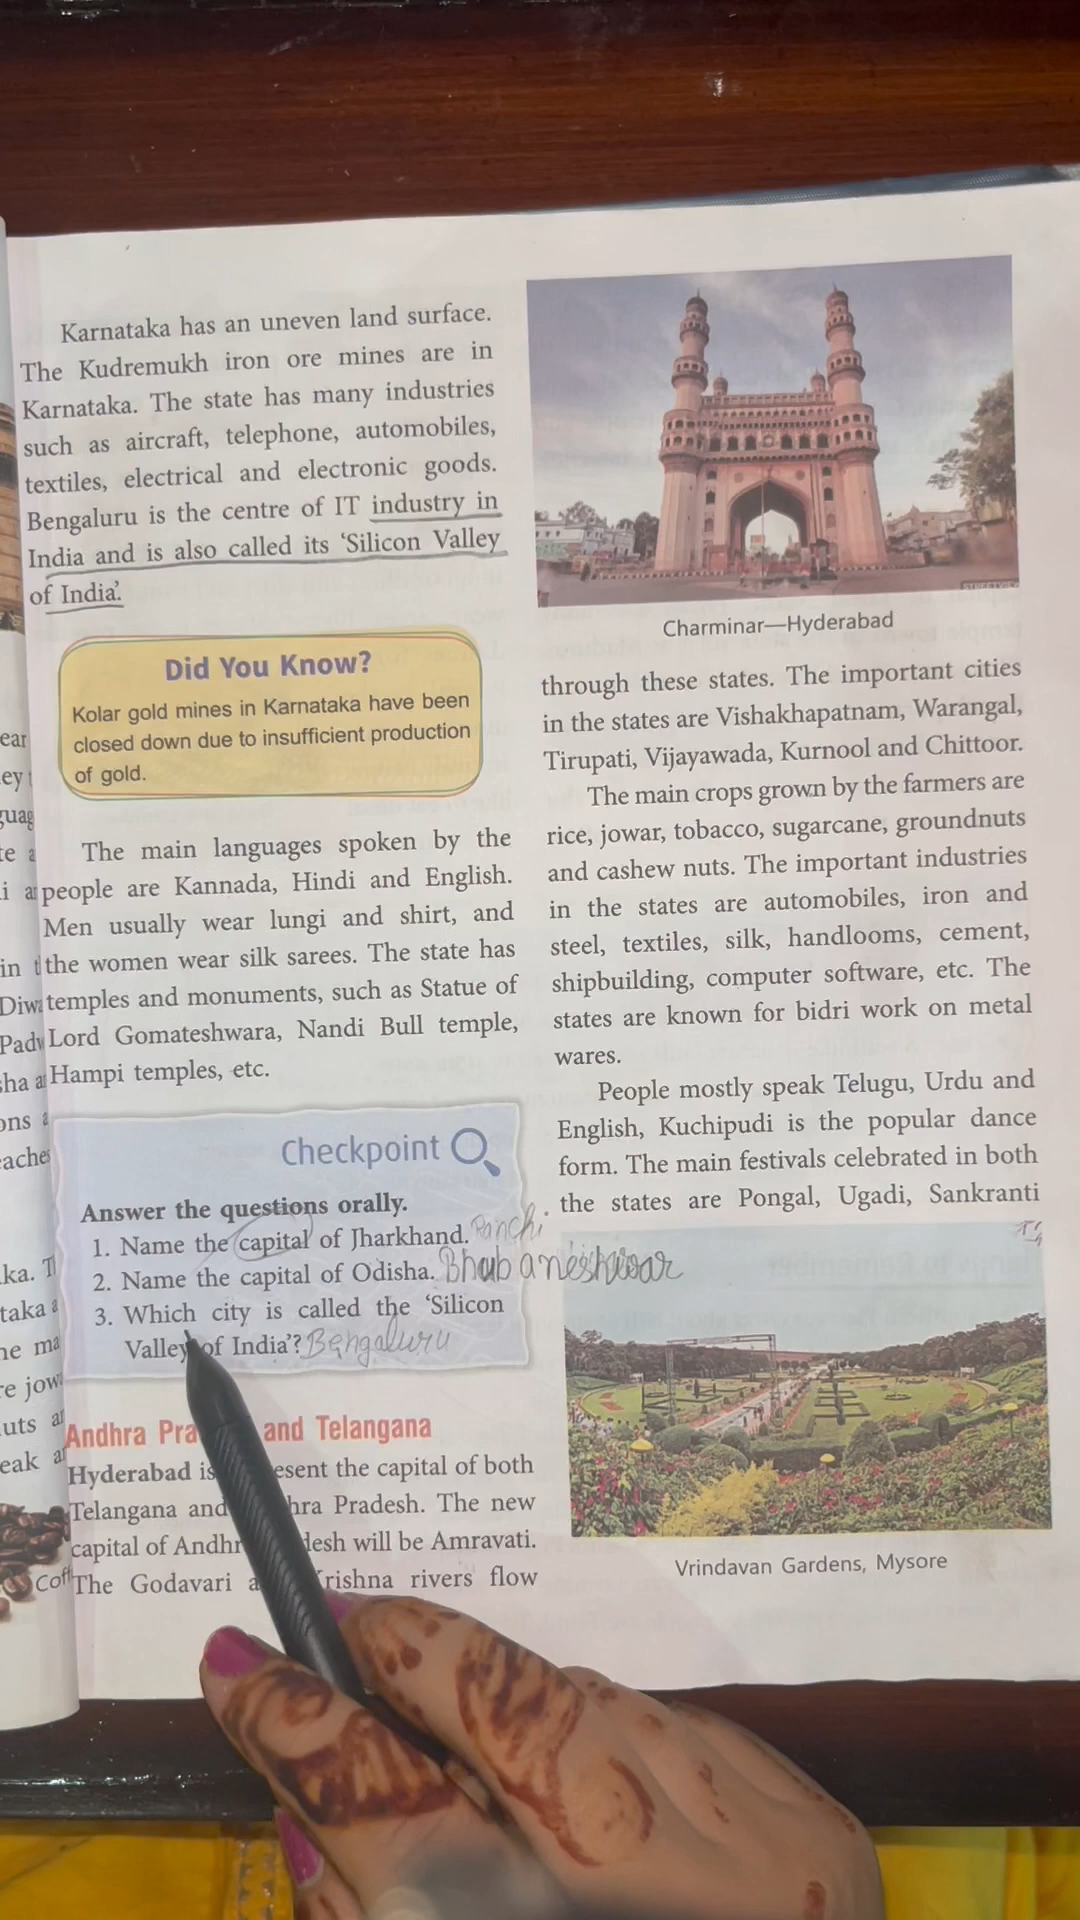 Karnataka has an uneven land surface.
The Kudremukh iron ore mines are in
Karnataka. The state has many industries
such as aircraft, telephone, automobiles,
textiles, electrical and electronic goods.
Bengaluru is the centre of IT industry in
India and is also called its ‘Silicon Valley
of India’.
Did You Know?
Kolar gold mines in Karnataka have been
closed down due to insufficient production
of gold.
The main languages spoken by the
people are Kannada, Hindi and English.
Men usually wear lungi and shirt, and
the women wear silk sarees. The state has
temples and monuments, such as Statue of
Lord Gomateshwara, Nandi Bull temple,
Hampi temples, etc.
Checkpoint
Answer the questions orally.
1. Name the capital of Jharkhand. Ranchi
2. Name the capital of Odisha. Bhubaneshwar
3. Which city is called the ‘Silicon
Valley of India’? Bengaluru
Andhra Pra and Telangana
Hyderabad is esent the capital of both
Telangana and hra Pradesh. The new
capital of Andhr desh will be Amravati.
The Godavari a Krishna rivers flow
Charminar—Hyderabad
through these states. The important cities
in the states are Vishakhapatnam, Warangal,
Tirupati, Vijayawada, Kurnool and Chittoor.
The main crops grown by the farmers are
rice, jowar, tobacco, sugarcane, groundnuts
and cashew nuts. The important industries
in the states are automobiles, iron and
steel, textiles, silk, handlooms, cement,
shipbuilding, computer software, etc. The
states are known for bidri work on metal
wares.
People mostly speak Telugu, Urdu and
English, Kuchipudi is the popular dance
form. The main festivals celebrated in both
the states are Pongal, Ugadi, Sankranti
Vrindavan Gardens, Mysore